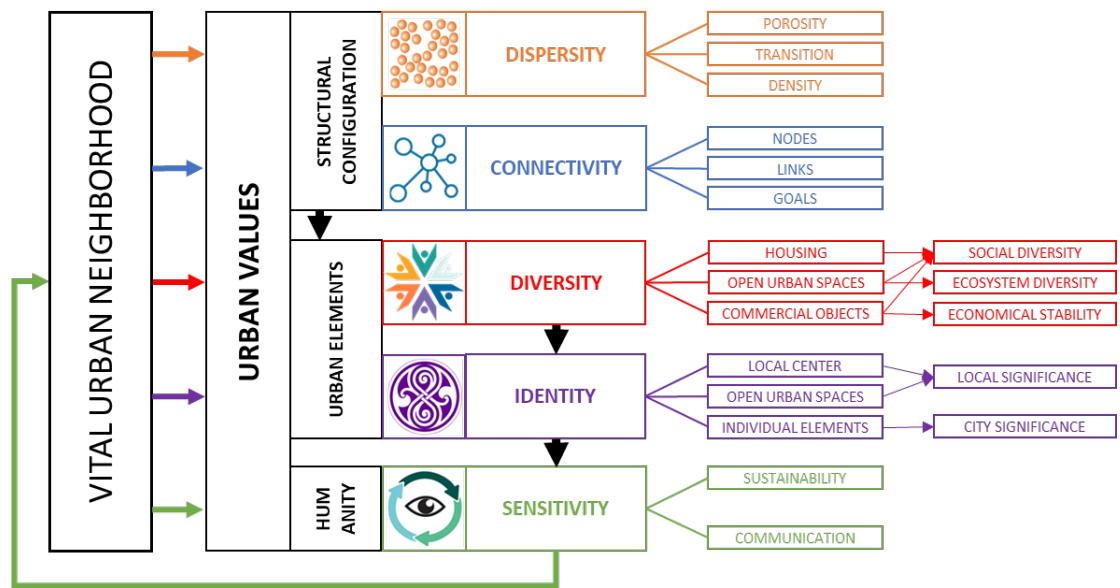 VITAL URBAN NEIGHBORHOOD
URBAN VALUES
STRUCTURAL
CONFIGURATION
DISPERSITY
POROSITY
TRANSITION
DENSITY
CONNECTIVITY
NODES
LINKS
GOALS
URBAN ELEMENTS
DIVERSITY
HOUSING
OPEN URBAN SPACES
COMMERCIAL OBJECTS
SOCIAL DIVERSITY
ECOSYSTEM DIVERSITY
ECONOMICAL STABILITY
IDENTITY
LOCAL CENTER
OPEN URBAN SPACES
INDIVIDUAL ELEMENTS
LOCAL SIGNIFICANCE
CITY SIGNIFICANCE
HUM
ANITY
SENSITIVITY
SUSTAINABILITY
COMMUNICATION